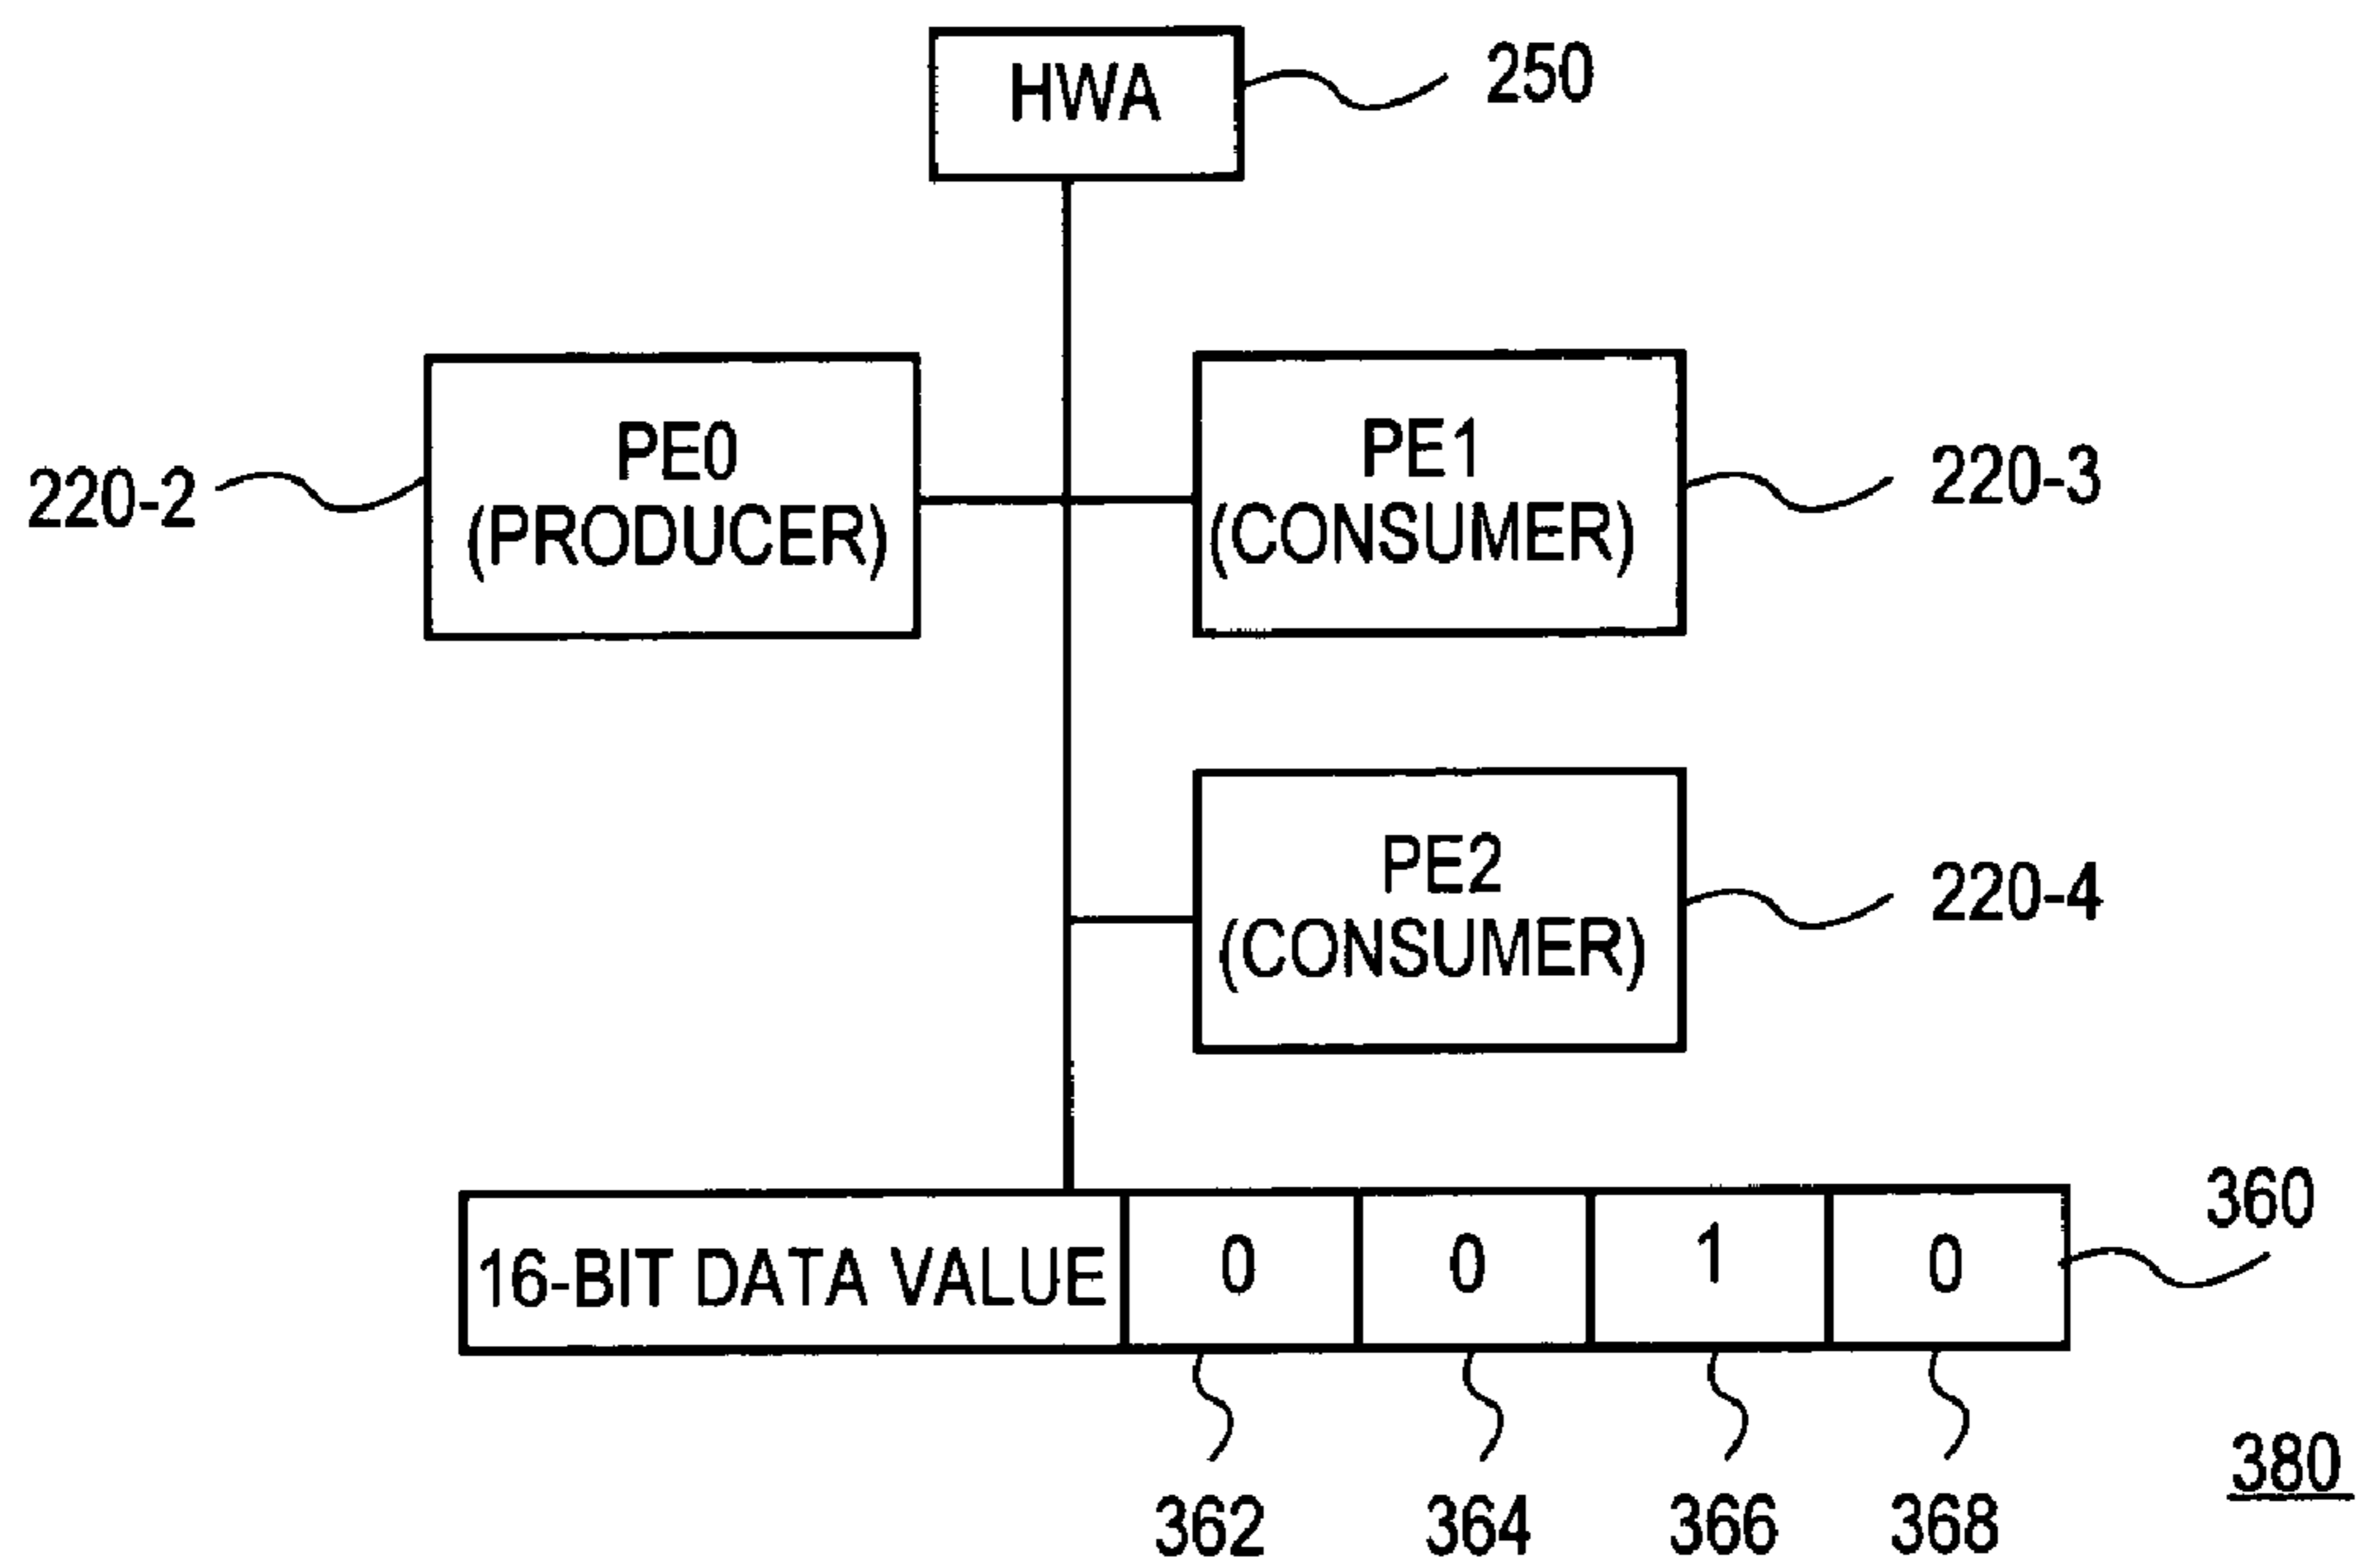 HWA
250
PE0
(PRODUCER)
220-2
PE1
(CONSUMER)
220-3
PE2
(CONSUMER)
220-4
16-BIT DATA VALUE 0 0 1 0
360
362 364 366 368
380